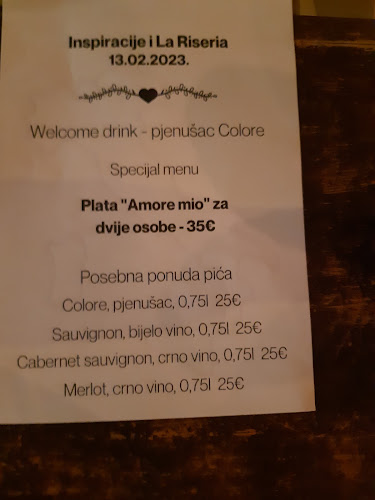 Inspiracije i La Riseria
13.02.2023.
Welcome drink - pjenušac Colore
Specijal menu
Plata "Amore mio" za
dvije osobe - 35€
Posebna ponuda pića
Colore, pjenušac, 0,75l 25€
Sauvignon, bijelo vino, 0,75l 25€
Cabernet sauvignon, crno vino, 0,75l 25€
Merlot, crno vino, 0,75l 25€